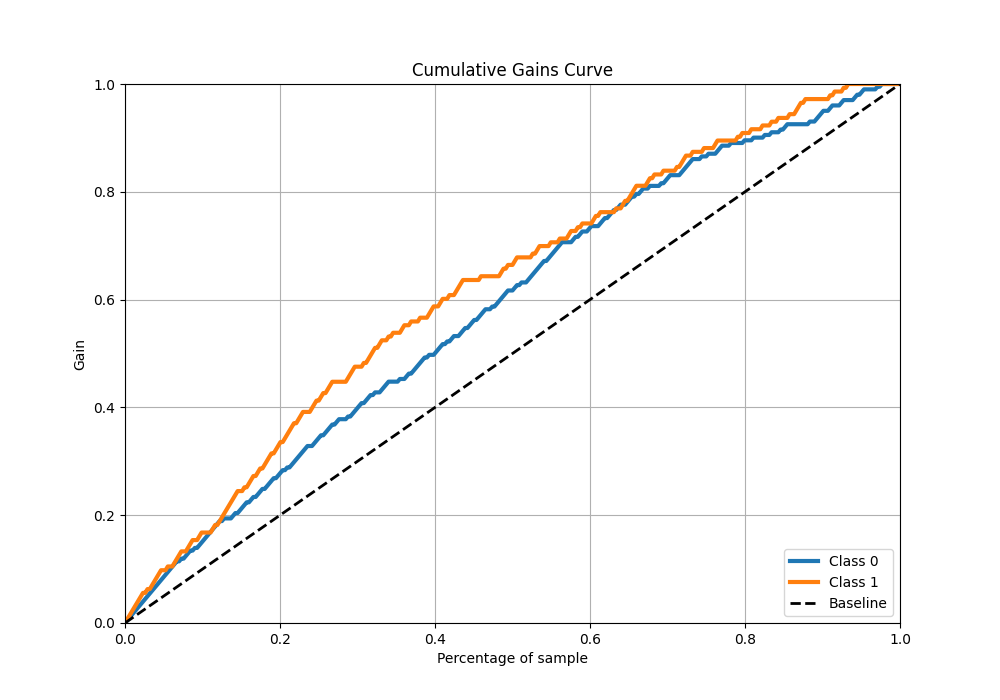 Cumulative Gains Curve
1.0
0.8
0.6
0.4
0.2
0.0
Gain
0.0 0.2 0.4 0.6 0.8 1.0
Percentage of sample
Class 0
Class 1
Baseline